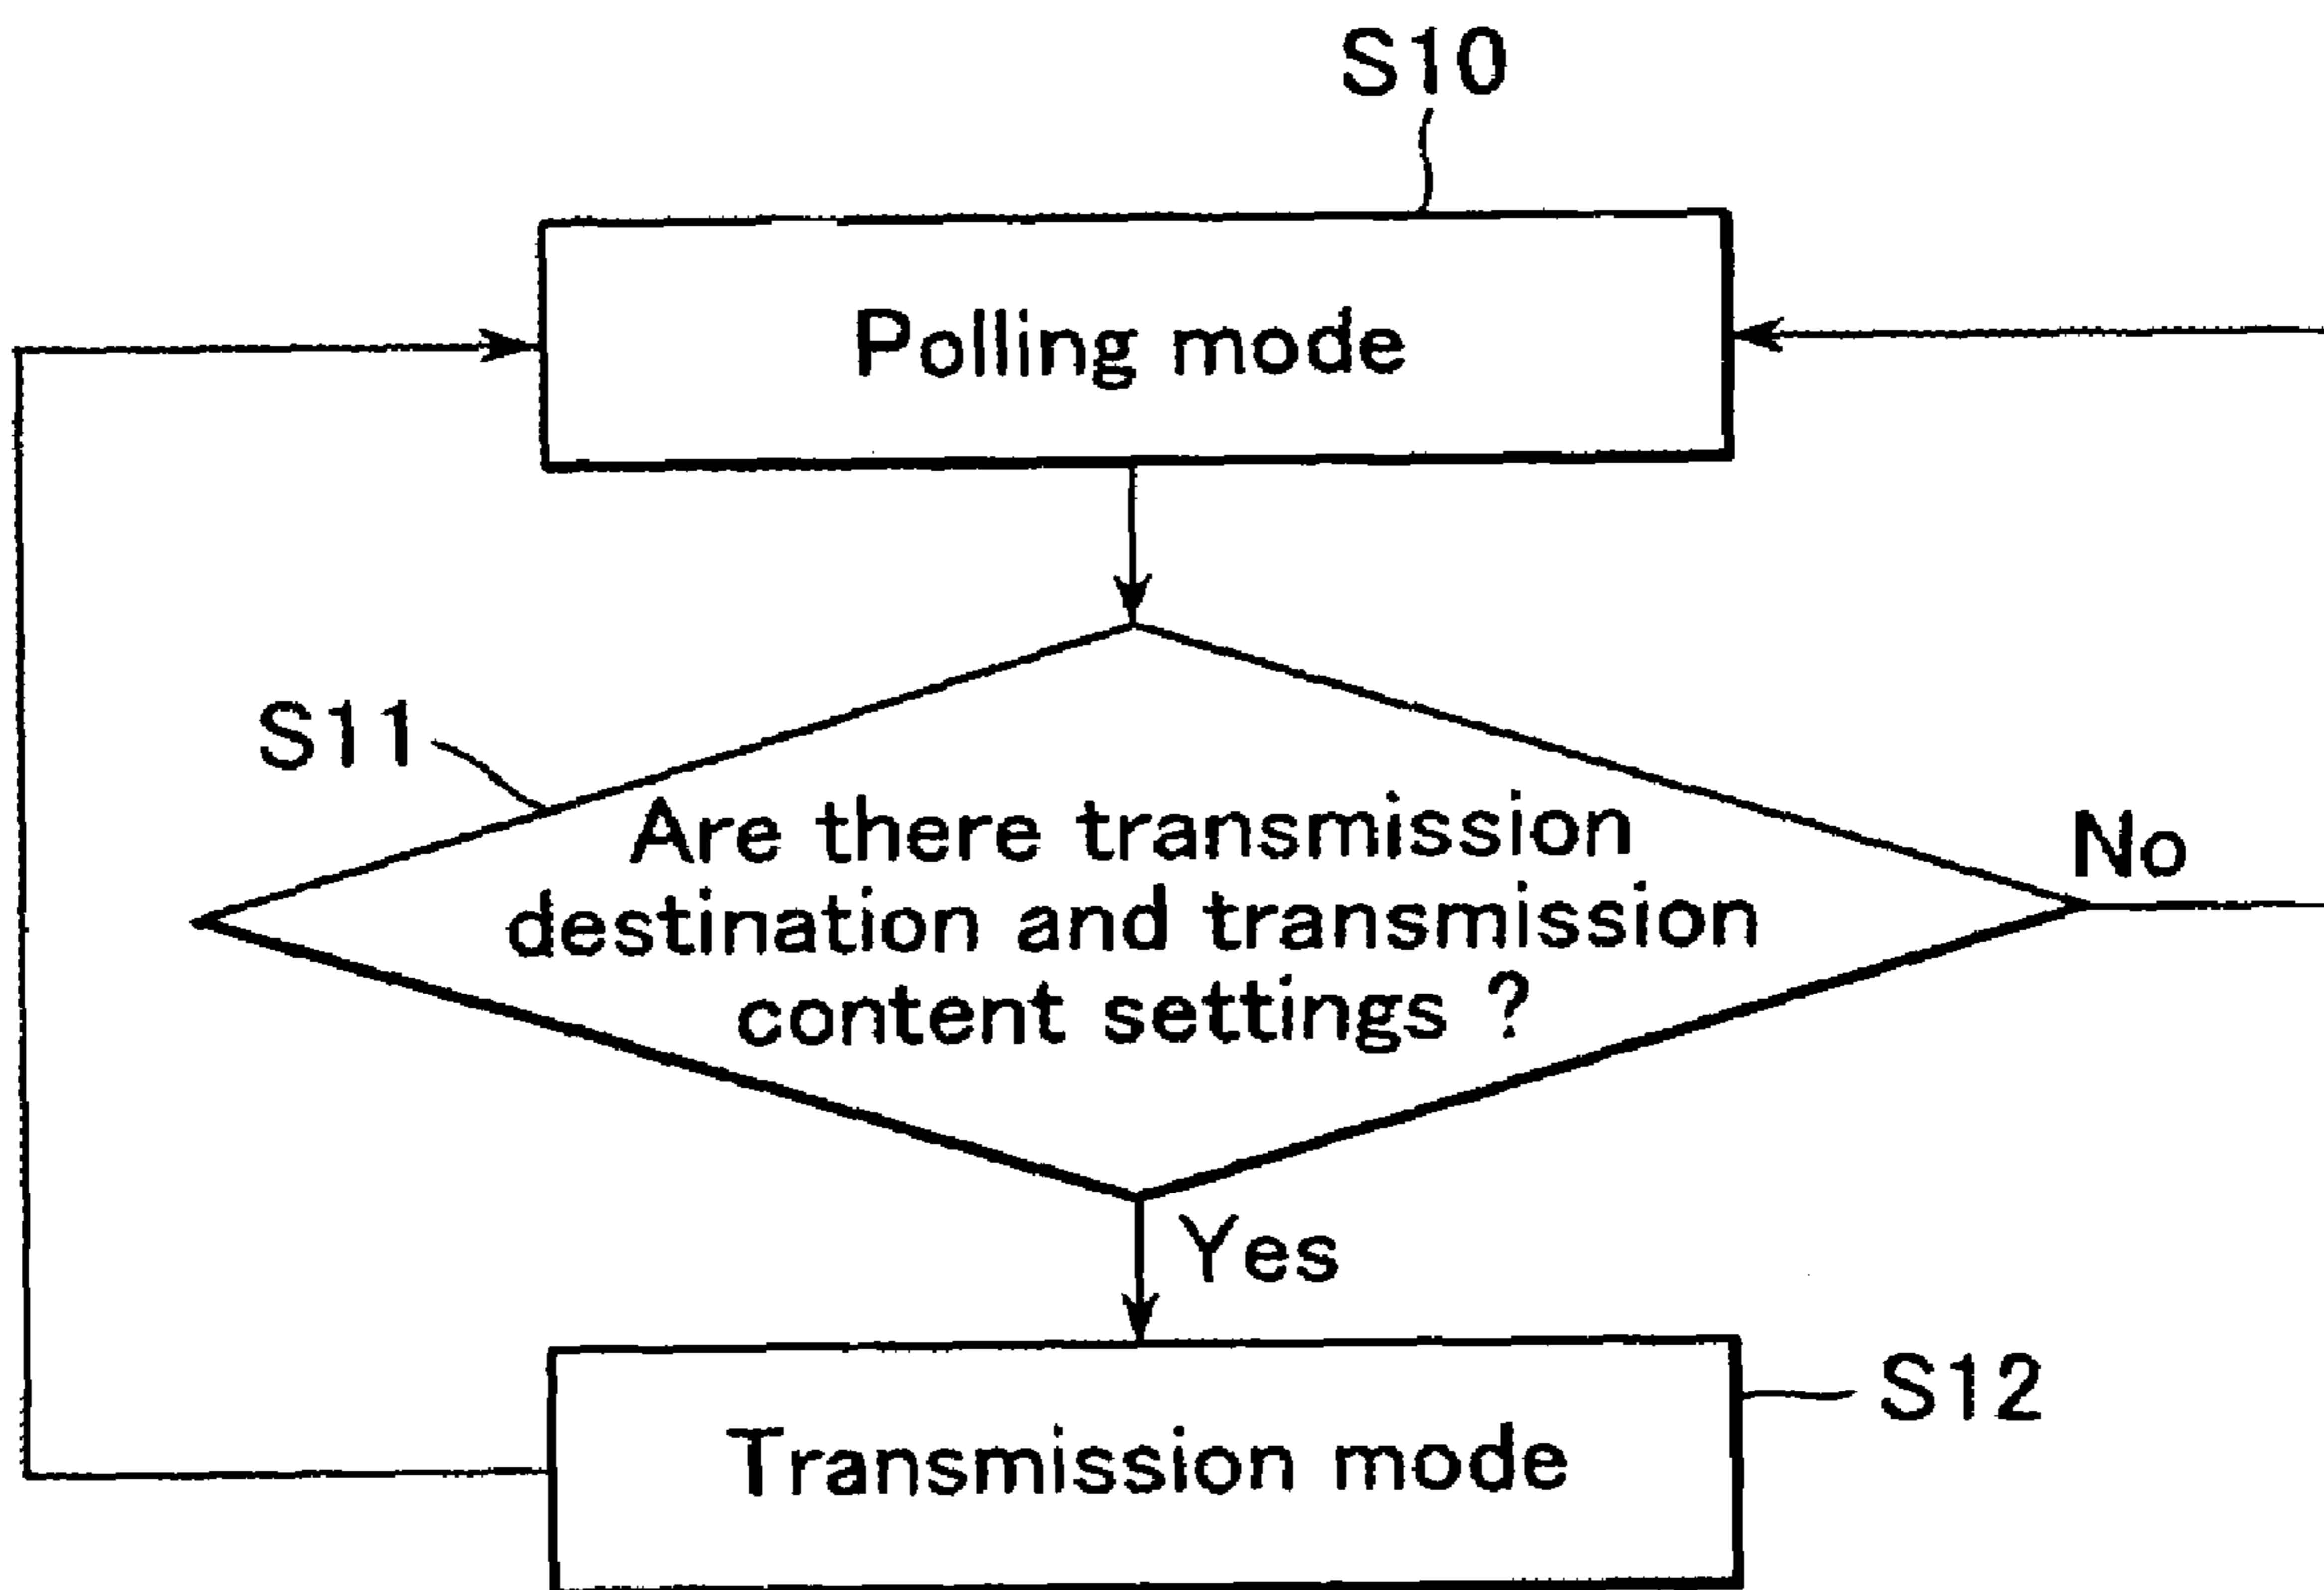 S10
Polling mode
S11
Are there transmission
destination and transmission
content settings ?
No
Yes
S12
Transmission mode